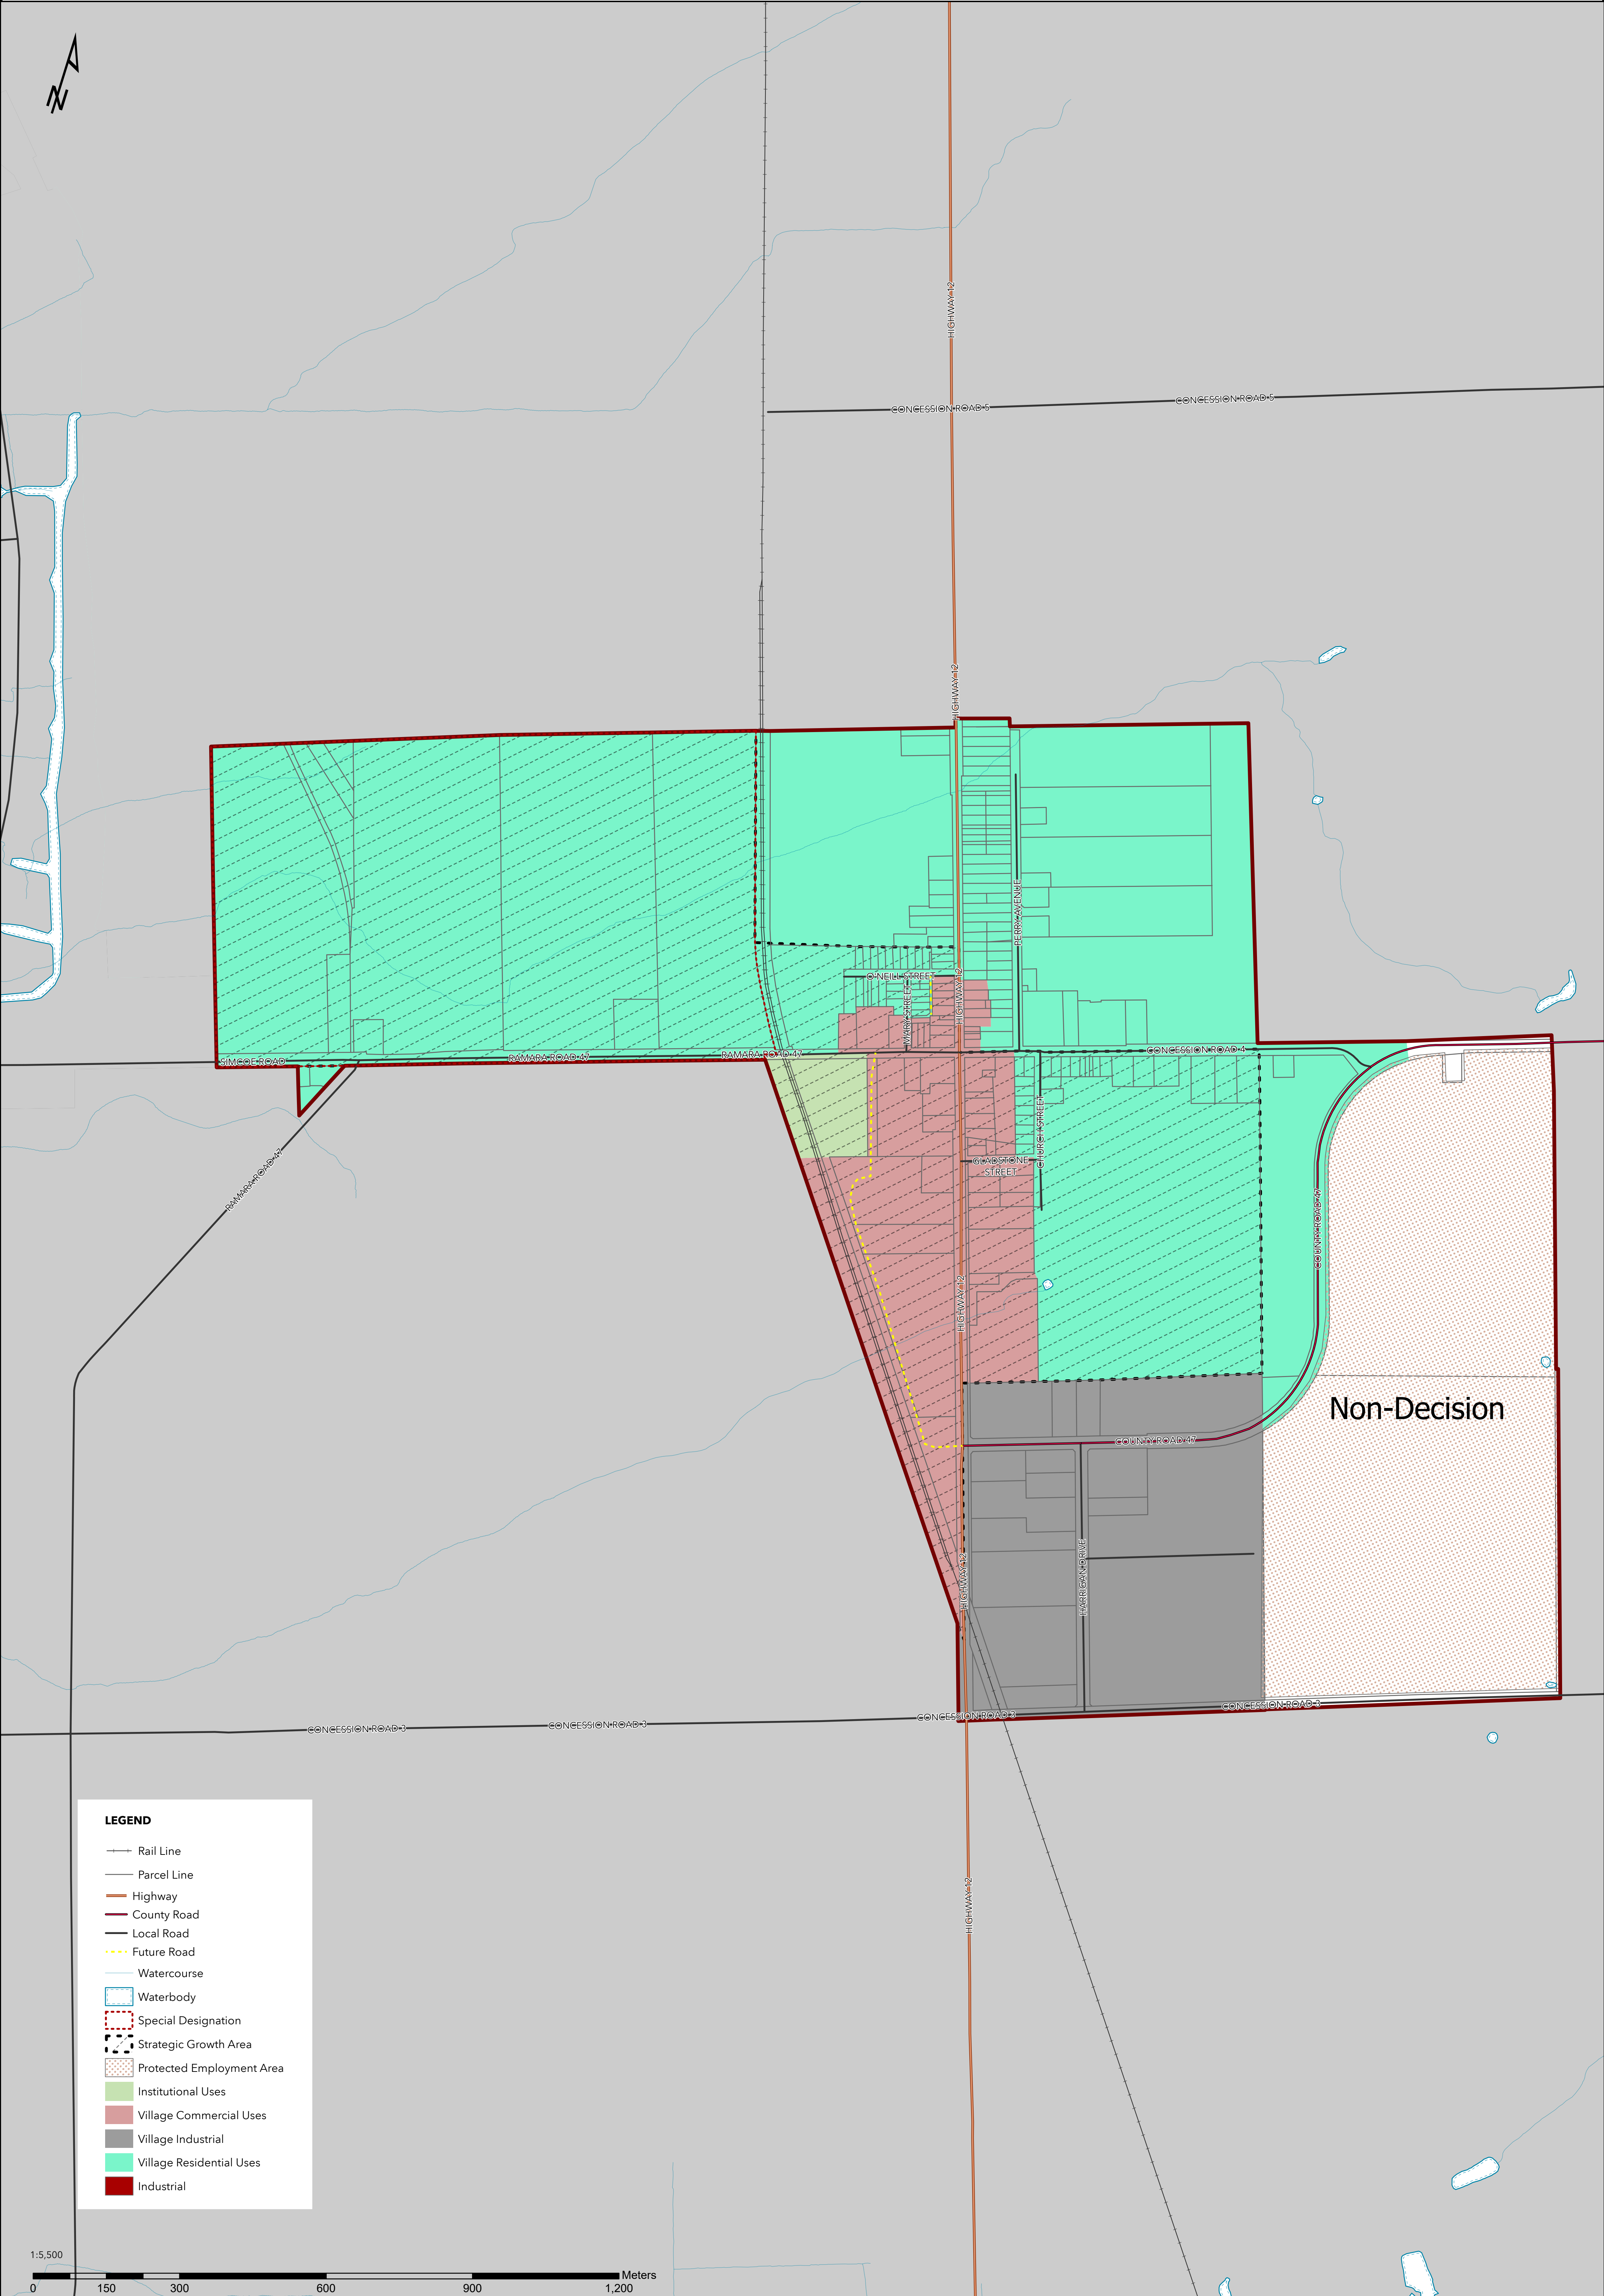 N
HIGHWAY 12
CONCESSION ROAD 5
CONCESSION ROAD 5
HIGHWAY 12
PERRY AVENUE
O'NEILL STREET
HIGHWAY 12
MARY STREET
CONCESSION ROAD 4
RAMARA ROAD 47
RAMARA ROAD 47
SIMCOE ROAD
CHURCH STREET
GLADSTONE
STREET
RAMARA ROAD 47
COUNTY ROAD 47
HIGHWAY 12
Non-Decision
COUNTY ROAD 47
HARRIGAN DRIVE
HIGHWAY 12
CONCESSION ROAD 3
CONCESSION ROAD 3
CONCESSION ROAD 3
CONCESSION ROAD 3
HIGHWAY 12
LEGEND
Rail Line
Parcel Line
Highway
County Road
Local Road
Future Road
Watercourse
Waterbody
Special Designation
Strategic Growth Area
Protected Employment Area
Institutional Uses
Village Commercial Uses
Village Industrial
Village Residential Uses
Industrial
1:5,500
Meters
0 150 300 600 900 1,200